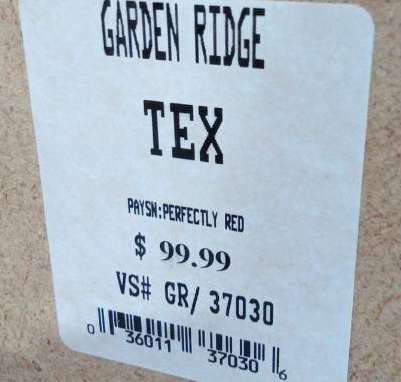 GARDEN RIDGE
TEX
PAYSN:PERFECTLY RED
$ 99.99
VS# GR/ 37030
0 36011 37030 6